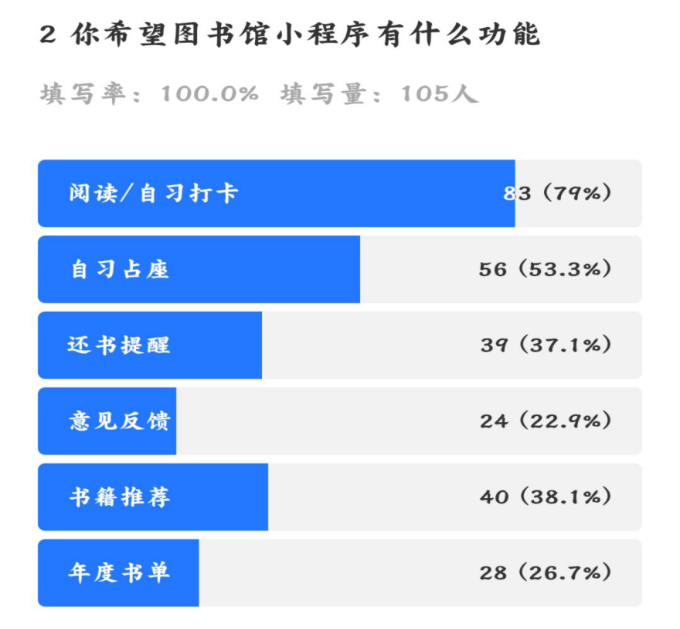 2 你希望图书馆小程序有什么功能
填写率：100.0% 填写量：105人
阅读/自习打卡 83（79%）
自习占座 56（53.3%）
还书提醒 39（37.1%）
意见反馈 24（22.9%）
书籍推荐 40（38.1%）
年度书单 28（26.7%）